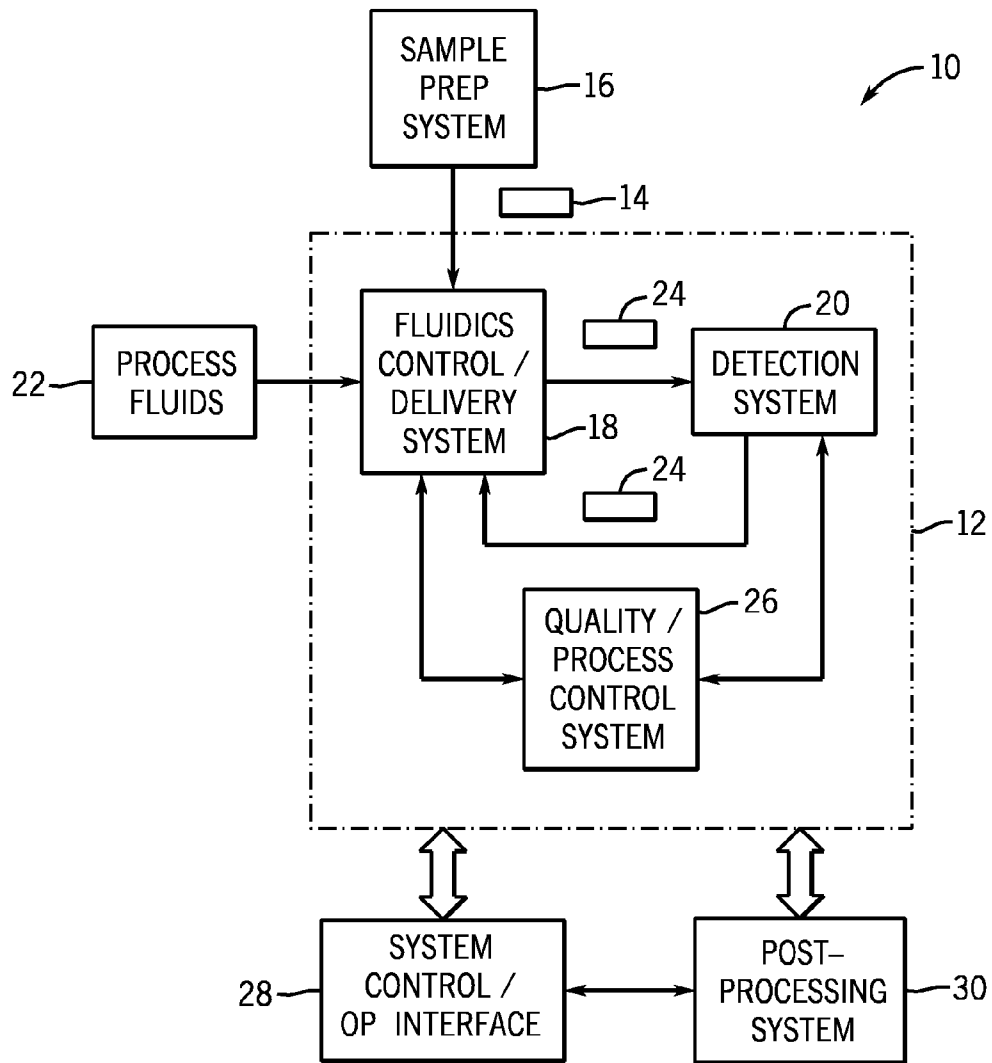 SAMPLE
PREP
SYSTEM
16
10
14
FLUIDICS
CONTROL /
DELIVERY
SYSTEM
18
24
20
DETECTION
SYSTEM
22
PROCESS
FLUIDS
24
12
26
QUALITY /
PROCESS
CONTROL
SYSTEM
28
SYSTEM
CONTROL /
OP INTERFACE
POST–
PROCESSING
SYSTEM
30